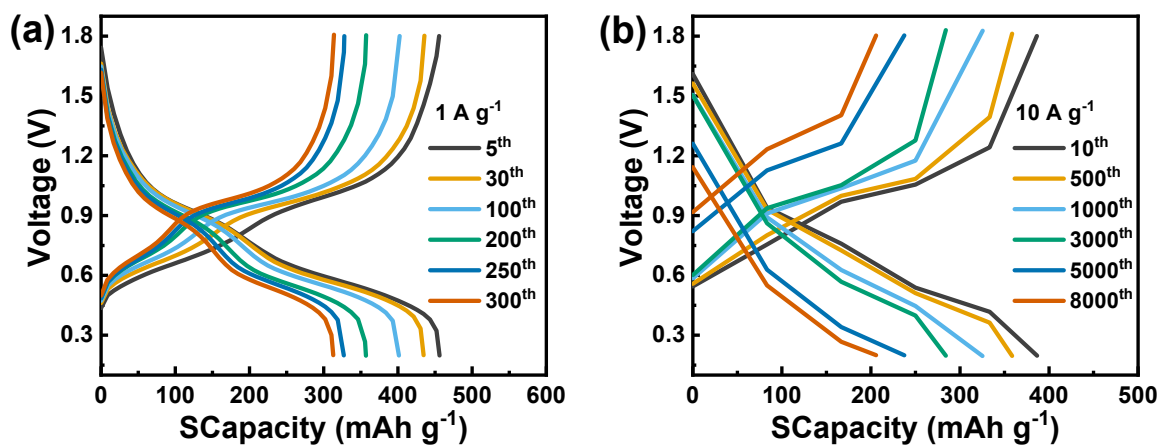 (a)
1.8
1.5
1.2
0.9
0.6
0.3
Voltage (V)
1 A g⁻¹
5ᵗʰ
30ᵗʰ
100ᵗʰ
200ᵗʰ
250ᵗʰ
300ᵗʰ
0 100 200 300 400 500 600
SCapacity (mAh g⁻¹)
(b)
1.8
1.5
1.2
0.9
0.6
0.3
Voltage (V)
10 A g⁻¹
10ᵗʰ
500ᵗʰ
1000ᵗʰ
3000ᵗʰ
5000ᵗʰ
8000ᵗʰ
0 100 200 300 400 500
SCapacity (mAh g⁻¹)